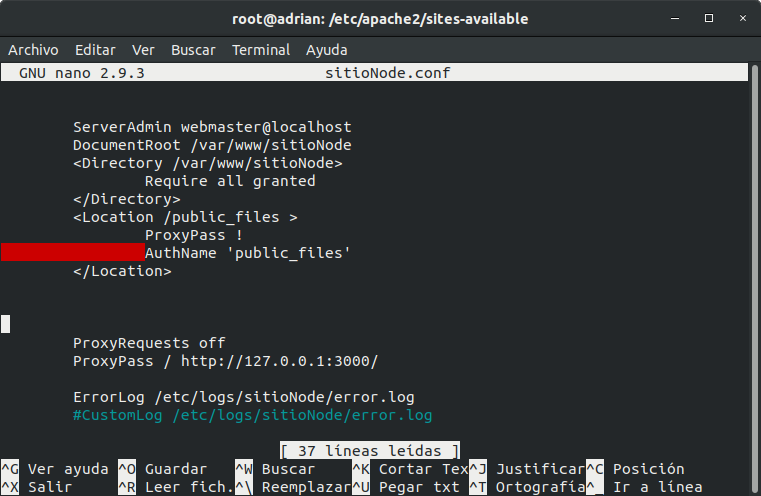 root@adrian: /etc/apache2/sites-available
Archivo Editar Ver Buscar Terminal Ayuda
GNU nano 2.9.3 sitioNode.conf
ServerAdmin webmaster@localhost
DocumentRoot /var/www/sitioNode
<Directory /var/www/sitioNode>
Require all granted
</Directory>
<Location /public_files >
ProxyPass !
AuthName 'public_files'
</Location>
ProxyRequests off
ProxyPass / http://127.0.0.1:3000/
ErrorLog /etc/logs/sitioNode/error.log
#CustomLog /etc/logs/sitioNode/error.log
[ 37 líneas leídas ]
^G Ver ayuda ^O Guardar ^W Buscar ^K Cortar Tex^J Justificar^C Posición
^X Salir ^R Leer fich.^\ Reemplazar^U Pegar txt ^T Ortografía^_ Ir a línea